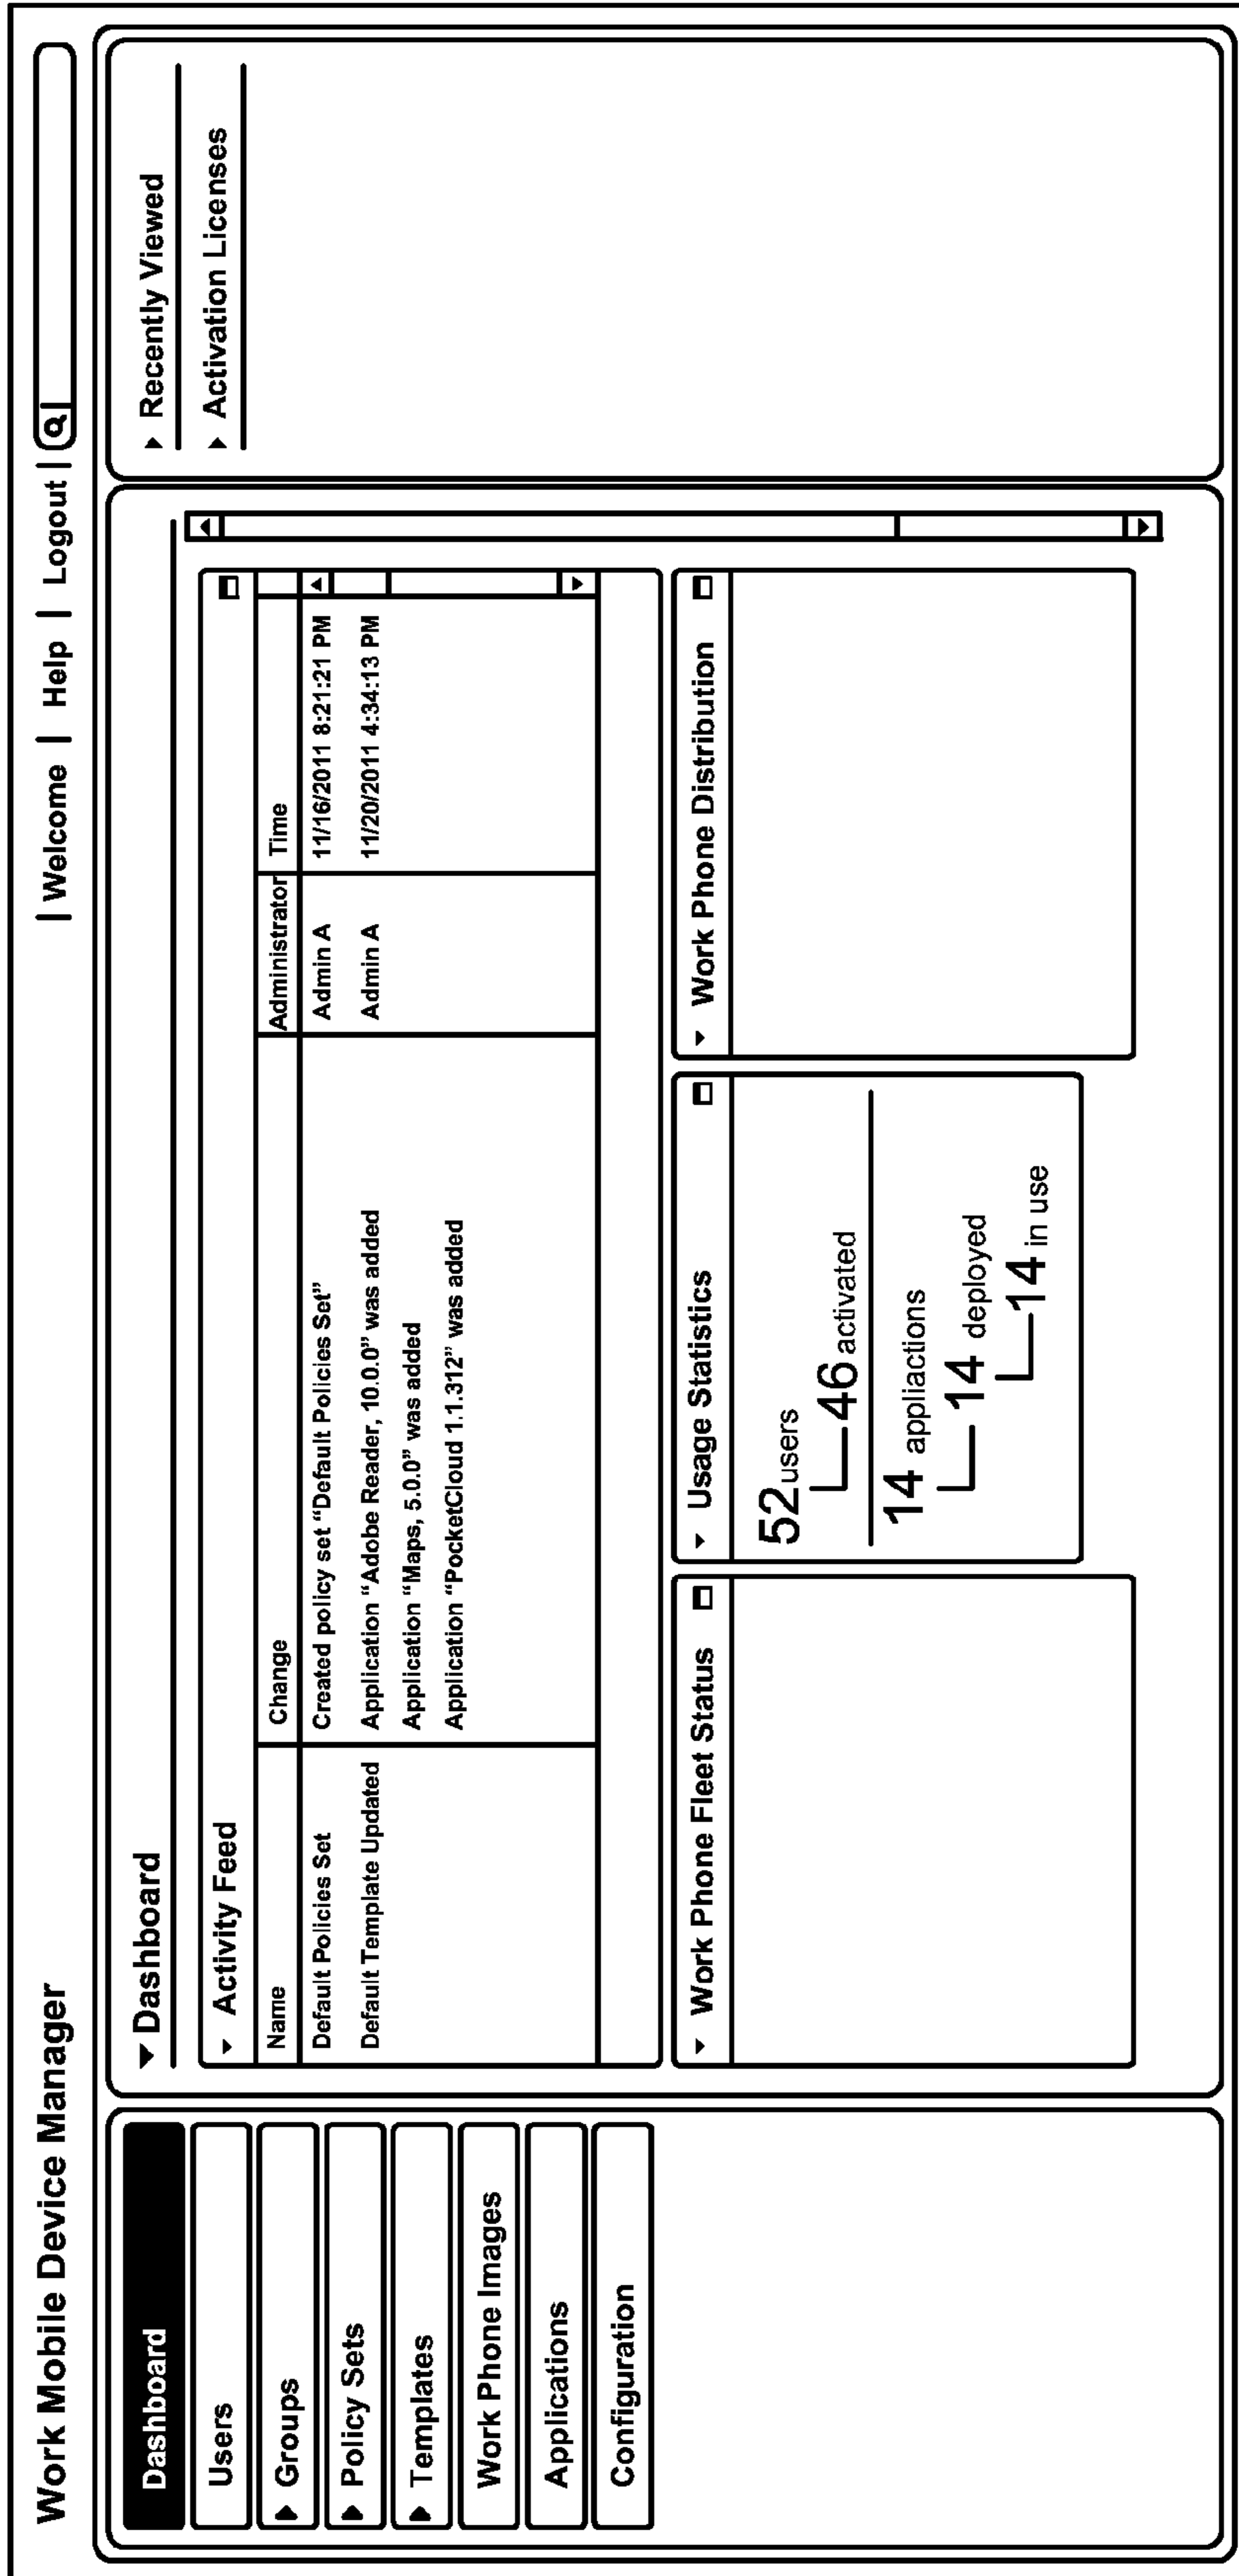 Work Mobile Device Manager
| Welcome | Help | Logout |
Dashboard
Users
Groups
Policy Sets
Templates
Work Phone Images
Applications
Configuration
Dashboard
Activity Feed
Name Change Administrator Time
Default Policies Set Created policy set “Default Policies Set” Admin A 11/16/2011 8:21:21 PM
Default Template Updated Application “Adobe Reader, 10.0.0” was added Admin A 11/20/2011 4:34:13 PM
Application “Maps, 5.0.0” was added
Application “PocketCloud 1.1.312” was added
Work Phone Fleet Status
Usage Statistics
52 users
46 activated
14 appliactions
14 deployed
14 in use
Work Phone Distribution
Recently Viewed
Activation Licenses